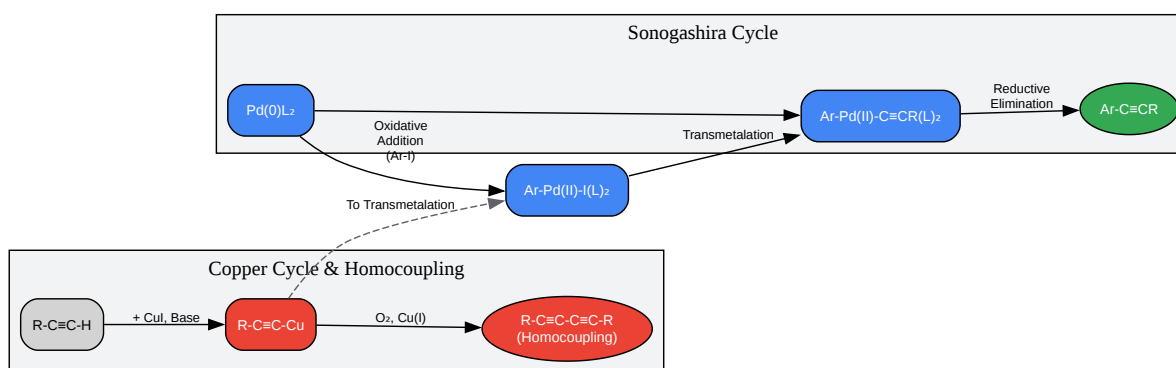 Sonogashira Cycle
Pd(0)L₂
Oxidative
Addition
(Ar-I)
Ar-Pd(II)-I(L)₂
Transmetalation
Ar-Pd(II)-C≡CR(L)₂
Reductive
Elimination
Ar-C≡CR
To Transmetalation
Copper Cycle & Homocoupling
R-C≡C-H
+ CuI, Base
R-C≡C-Cu
O₂, Cu(I)
R-C≡C-C≡C-R
(Homocoupling)